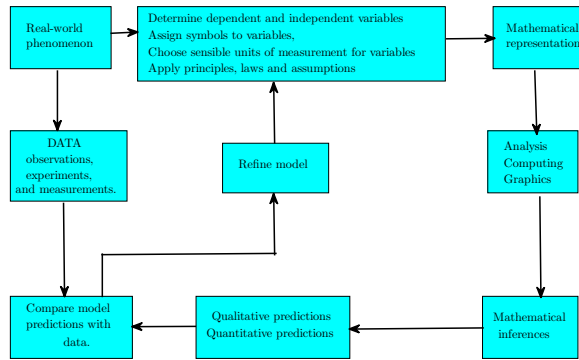 Real-world
phenomenon
Determine dependent and independent variables
Assign symbols to variables,
Choose sensible units of measurement for variables
Apply principles, laws and assumptions
Mathematical
representation
DATA
observations,
experiments,
and measurements.
Refine model
Analysis
Computing
Graphics
Compare model
predictions with
data.
Qualitative predictions
Quantitative predictions
Mathematical
inferences